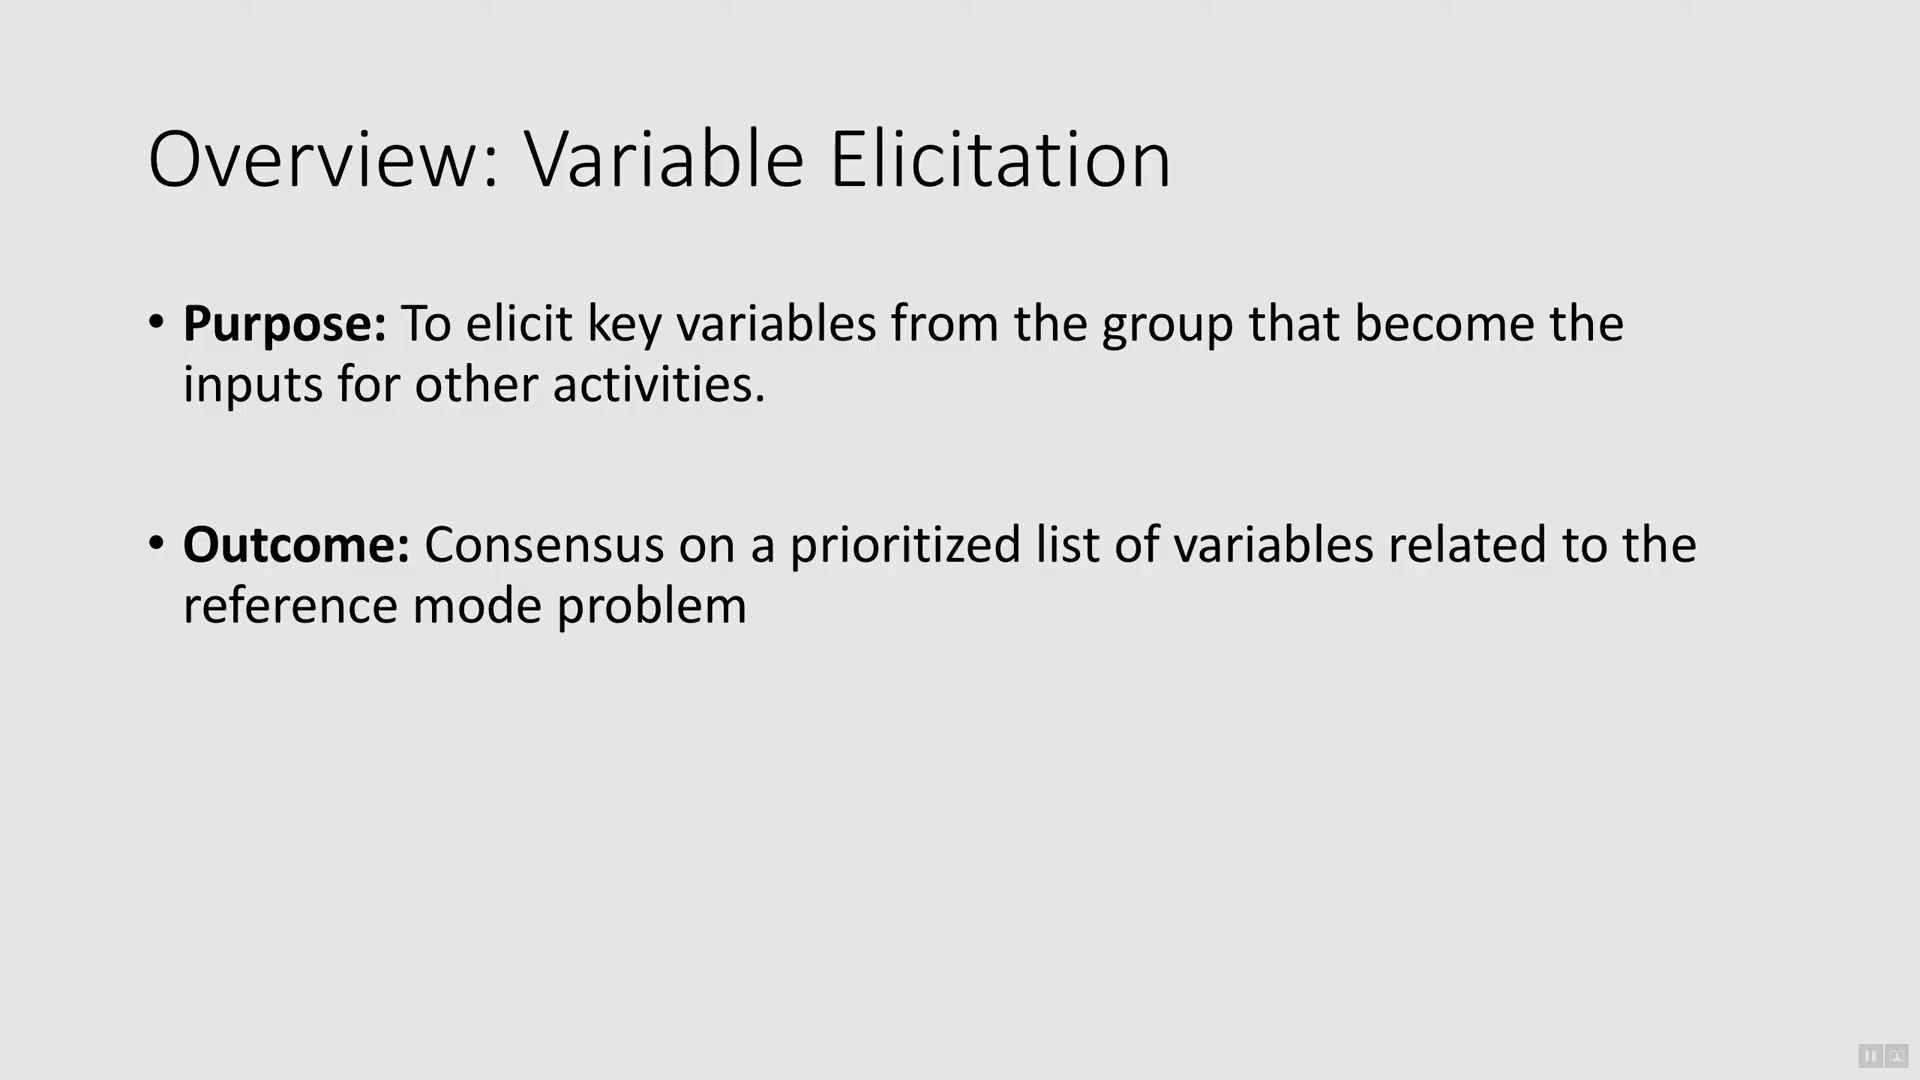 Overview: Variable Elicitation
• Purpose: To elicit key variables from the group that become the
inputs for other activities.
• Outcome: Consensus on a prioritized list of variables related to the
reference mode problem